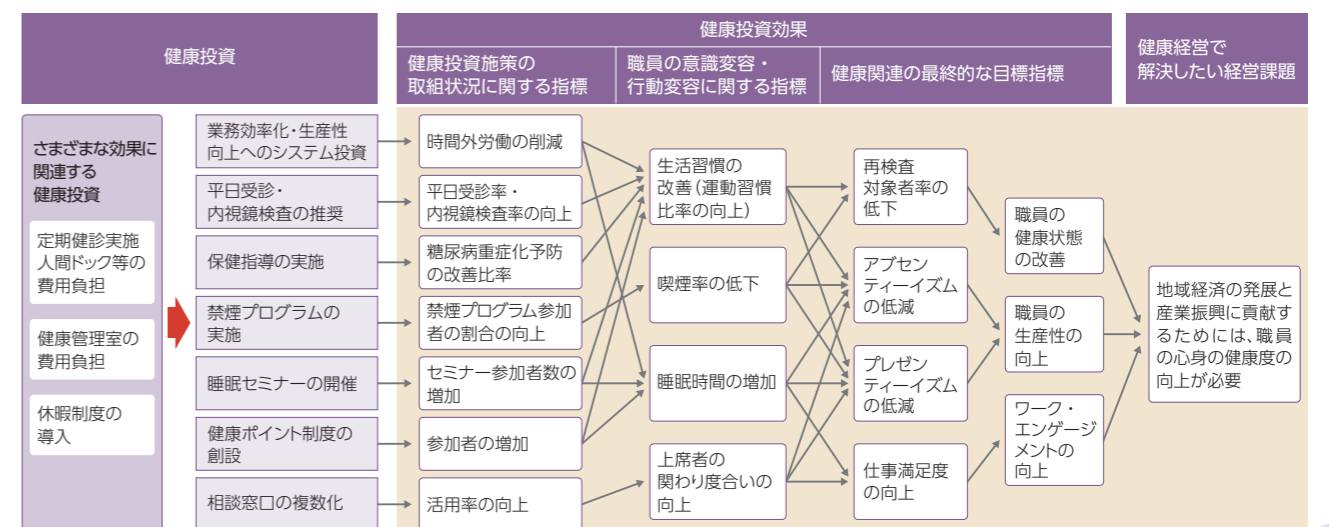 健康投資
健康投資効果
健康投資施策の
取組状況に関する指標
職員の意識変容・
行動変容に関する指標
健康関連の最終的な目標指標
健康経営で
解決したい経営課題
さまざまな効果に
関連する
健康投資
定期健診実施
人間ドック等の
費用負担
健康管理室の
費用負担
休暇制度の
導入
業務効率化・生産性
向上へのシステム投資
平日受診・
内視鏡検査の推奨
保健指導の実施
禁煙プログラムの
実施
睡眠セミナーの開催
健康ポイント制度の
創設
相談窓口の複数化
時間外労働の削減
平日受診率・
内視鏡検査率の向上
糖尿病重症化予防
の改善比率
禁煙プログラム参加
者の割合の向上
セミナー参加者数の
増加
参加者の増加
活用率の向上
生活習慣の
改善(運動習慣
比率の向上)
喫煙率の低下
睡眠時間の増加
上席者の
関わり度合いの
向上
再検査
対象者率の
低下
アブセン
ティーイズム
の低減
プレゼン
ティーイズム
の低減
仕事満足度
の向上
職員の
健康状態
の改善
職員の
生産性の
向上
ワーク・
エンゲージ
メントの
向上
地域経済の発展と
産業振興に貢献す
るためには、職員
の心身の健康度の
向上が必要